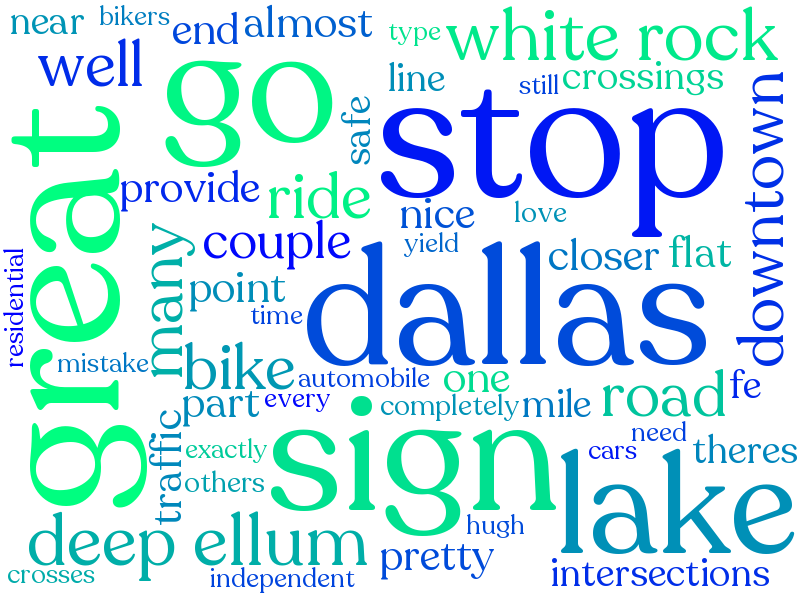 near
bikers
end
almost
type
white rock
well
go
line
still
crossings
great
safe
stop
downtown
provide
ride
nice
love
couple
yield
closer
flat
residential
many
point
time
dallas
mistake
bike
automobile
one
fe
part
every
completely
mile
road
traffic
exactly
others
sign
need
cars
theres
lake
deep ellum
hugh
pretty
crosses
independent
intersections